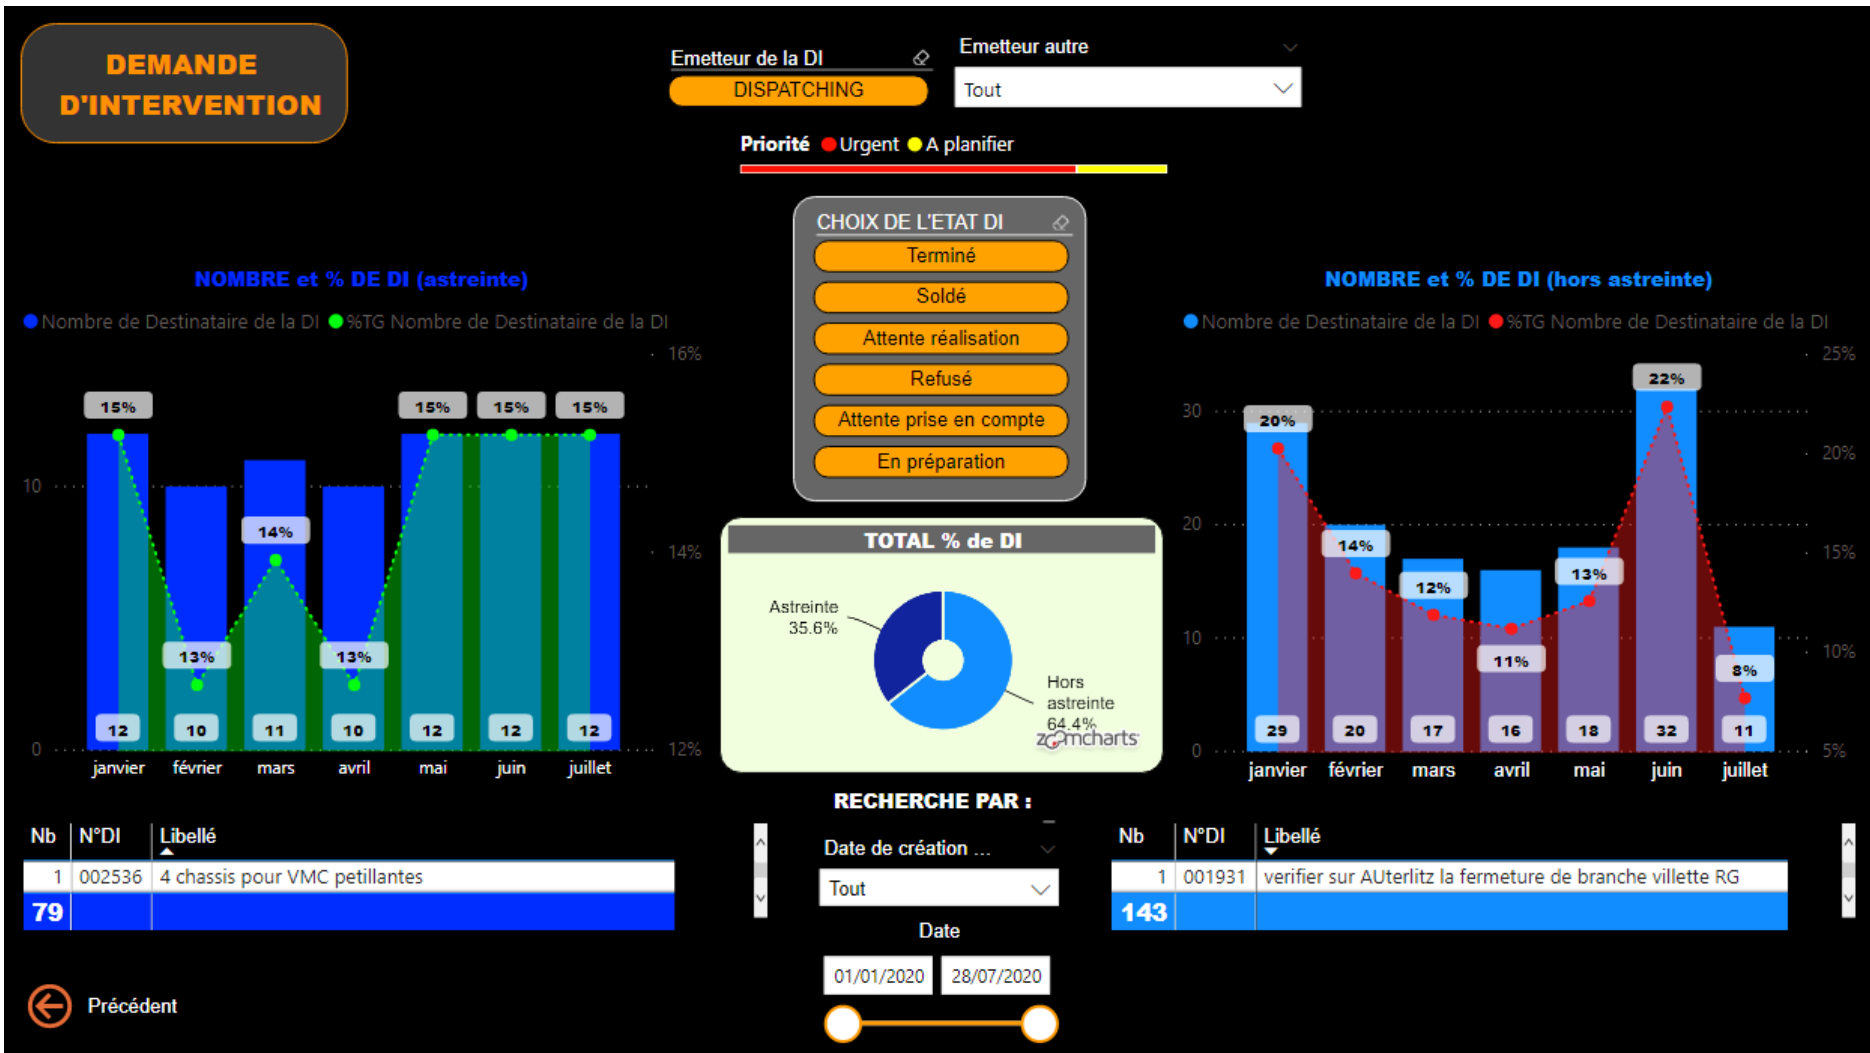 DEMANDE
D'INTERVENTION
Emetteur de la DI
DISPATCHING
Emetteur autre
Tout
Priorité Urgent A planifier
CHOIX DE L'ETAT DI
Terminé
Soldé
Attente réalisation
Refusé
Attente prise en compte
En préparation
NOMBRE et % DE DI (astreinte)
Nombre de Destinataire de la DI %TG Nombre de Destinataire de la DI
16%
15% 15% 15% 15%
10
14%
14%
13% 13%
12 10 11 10 12 12 12
0 12%
janvier février mars avril mai juin juillet
TOTAL % de DI
Astreinte
35.6%
Hors
astreinte
64.4%
zoomcharts
NOMBRE et % DE DI (hors astreinte)
Nombre de Destinataire de la DI %TG Nombre de Destinataire de la DI
25%
22%
30
20%
20%
20
14% 15%
13%
12%
10 10%
11%
8%
29 20 17 16 18 32 11
0 5%
janvier février mars avril mai juin juillet
Nb N°DI Libellé
1 002536 4 chassis pour VMC petillantes
79
RECHERCHE PAR :
Date de création ...
Tout
Date
01/01/2020 28/07/2020
Nb N°DI Libellé
1 001931 verifier sur AUterlitz la fermeture de branche villette RG
143
Précédent